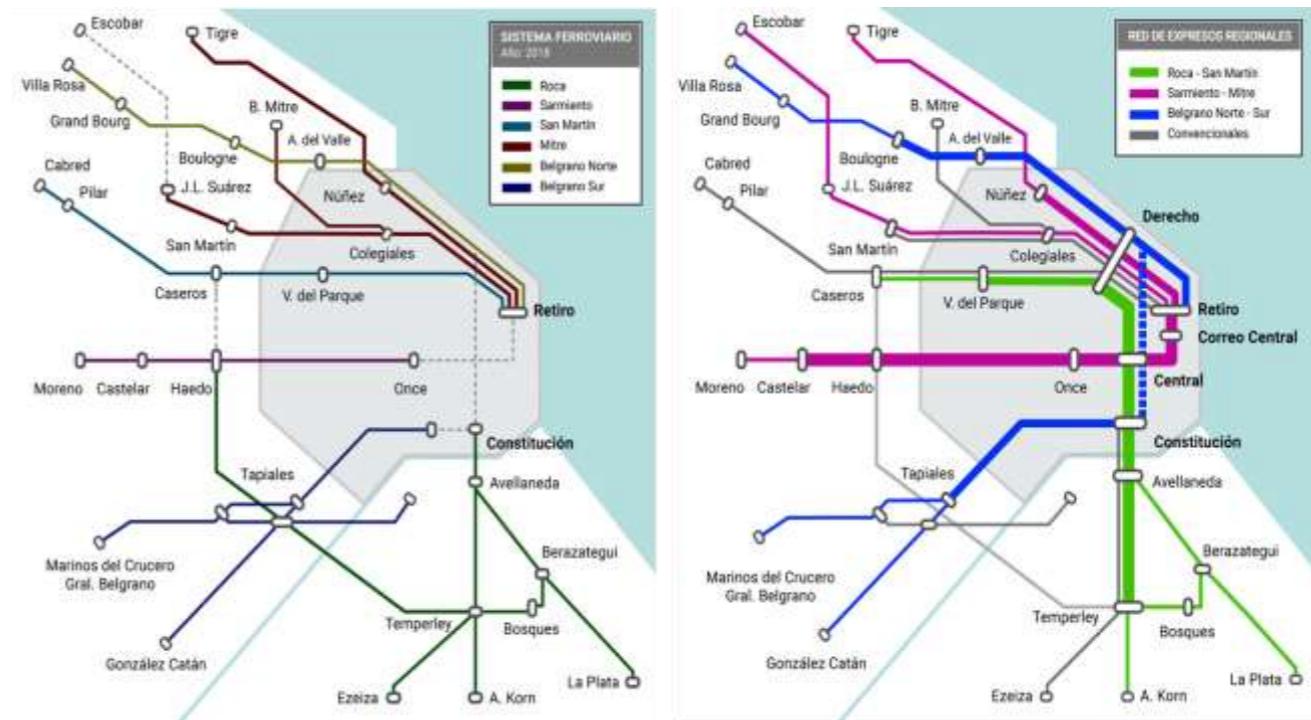 Escobar
Tigre
Villa Rosa
Grand Bourg
B. Mitre
A. del Valle
Boulogne
Cabred
Pilar
J.L. Suárez
Núñez
San Martín
Colegiales
Caseros
V. del Parque
Retiro
Moreno
Castelar
Haedo
Once
Constitución
Tapiales
Avellaneda
Marinos del Crucero
Gral. Belgrano
Berazategui
Temperley
Bosques
González Catán
Ezeiza
A. Korn
La Plata
SISTEMA FERROVIARIO
Año: 2018
Roca
Sarmiento
San Martín
Mitre
Belgrano Norte
Belgrano Sur
Escobar
Tigre
Villa Rosa
Grand Bourg
B. Mitre
A. del Valle
Boulogne
Cabred
Pilar
J.L. Suárez
Núñez
Derecho
San Martín
Colegiales
Caseros
V. del Parque
Retiro
Correo Central
Moreno
Castelar
Haedo
Once
Central
Constitución
Tapiales
Avellaneda
Marinos del Crucero
Gral. Belgrano
Berazategui
Temperley
Bosques
González Catán
Ezeiza
A. Korn
La Plata
RED DE EXPRESOS REGIONALES
Roca - San Martín
Sarmiento - Mitre
Belgrano Norte - Sur
Convencionales